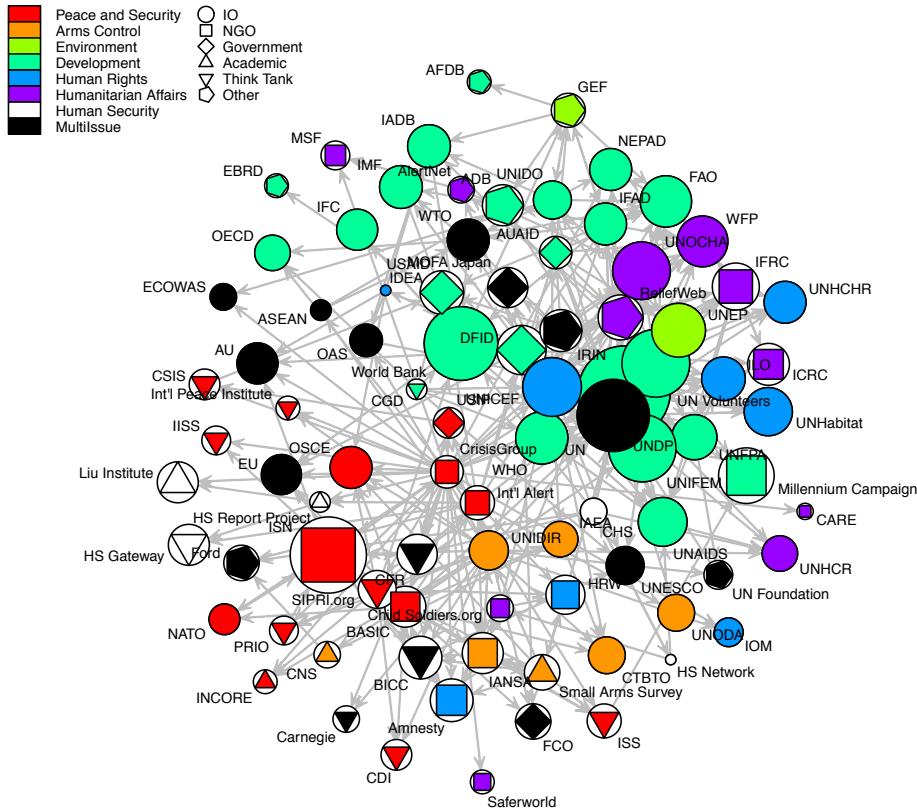 Peace and Security
Arms Control
Environment
Development
Human Rights
Humanitarian Affairs
Human Security
MultiIssue
IO
NGO
Government
Academic
Think Tank
Other
AFDB
GEF
IADB
NEPAD
MSF
IMF
AlertNet
ADB
UNIDO
EBRD
IFAD
FAO
IFC
WTO
AUAID
WFP
OECD
UNOCHA
USAID
MOFA Japan
IFRC
IDEA
ECOWAS
ReliefWeb
UNHCHR
UNEP
ASEAN
DFID
AU
OAS
IRIN
World Bank
ILO
CSIS
Int'l Peace Institute
CGD
USIP
UNICEF
ICRC
UN Volunteers
UNHabitat
IISS
OSCE
CrisisGroup
UN
UNDP
EU
WHO
UNFPA
Liu Institute
UNIFEM
Millennium Campaign
Int'l Alert
HS Report Project
CARE
ISN
IAEA
CHS
HS Gateway
Ford
UNIDIR
UNAIDS
UNHCR
CFR
HRW
UNESCO
UN Foundation
SIPRI.org
Child Soldiers.org
NATO
PRIO
BASIC
UNODA
IOM
CNS
HS Network
BICC
IANSA
CTBTO
INCORE
Small Arms Survey
Carnegie
Amnesty
FCO
ISS
CDI
Saferworld